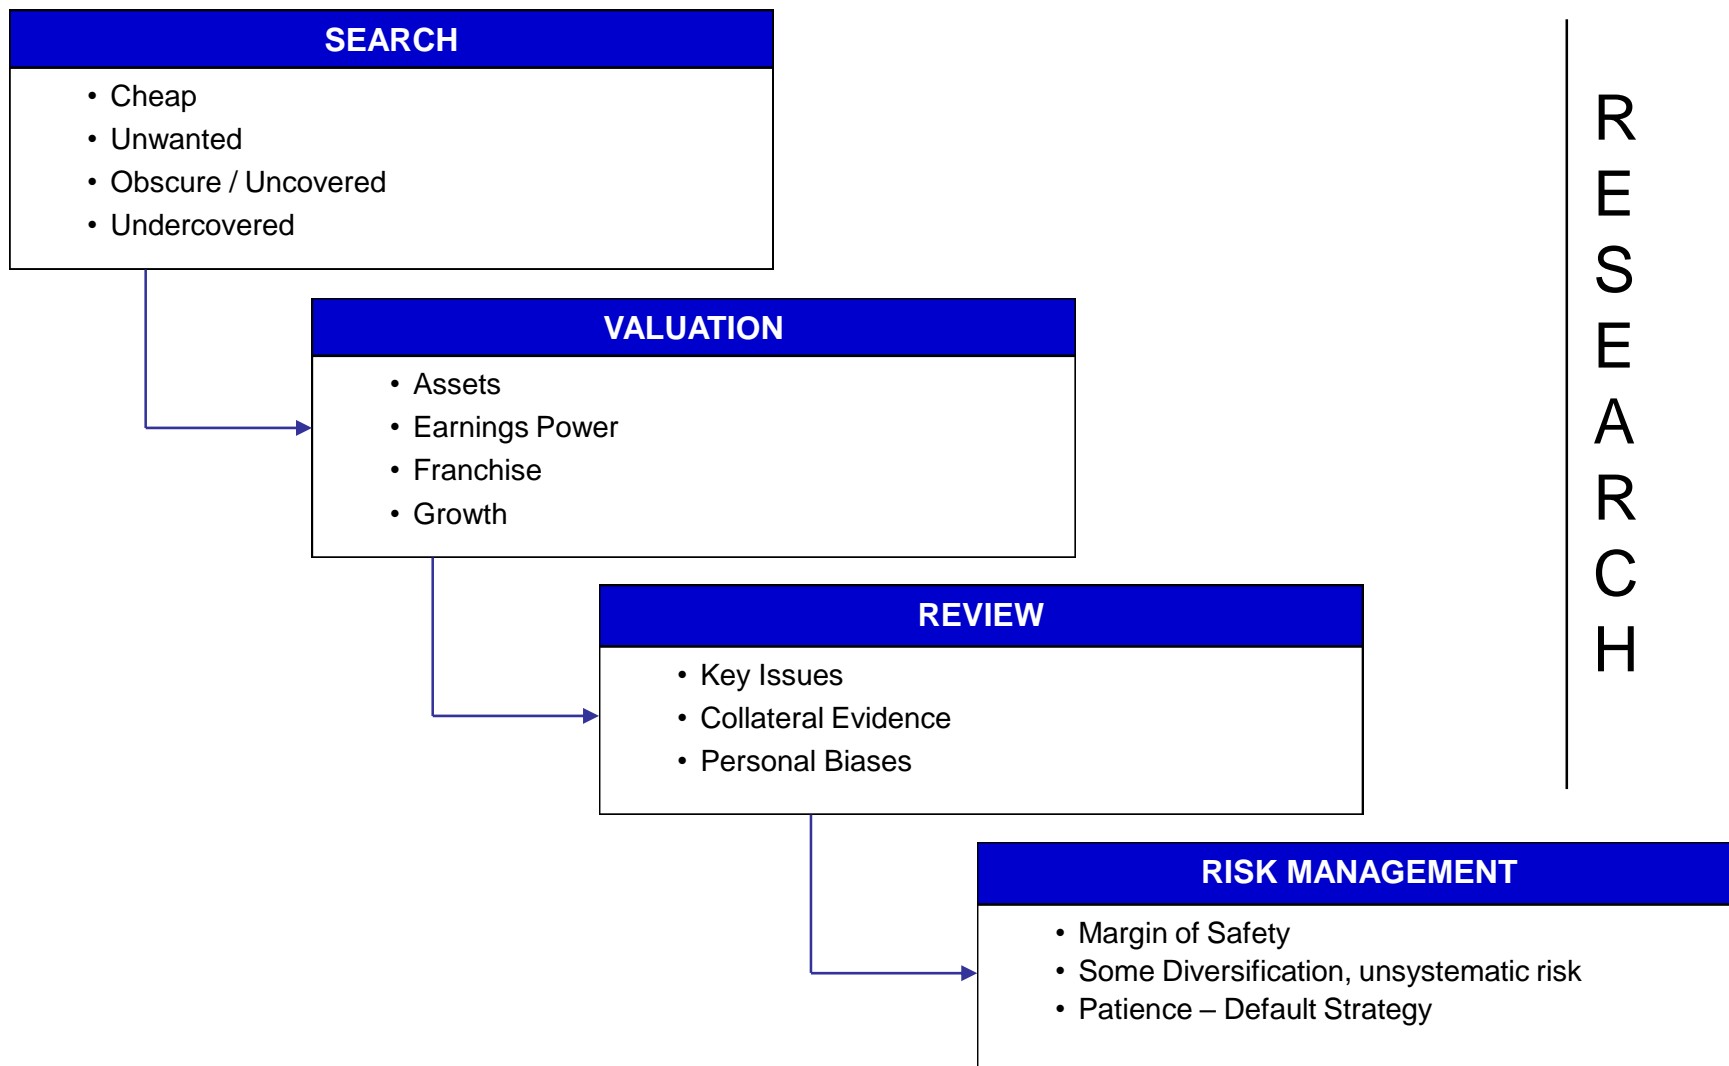 SEARCH
• Cheap
• Unwanted
• Obscure / Uncovered
• Undercovered
VALUATION
• Assets
• Earnings Power
• Franchise
• Growth
REVIEW
• Key Issues
• Collateral Evidence
• Personal Biases
RISK MANAGEMENT
• Margin of Safety
• Some Diversification, unsystematic risk
• Patience – Default Strategy
R
E
S
E
A
R
C
H